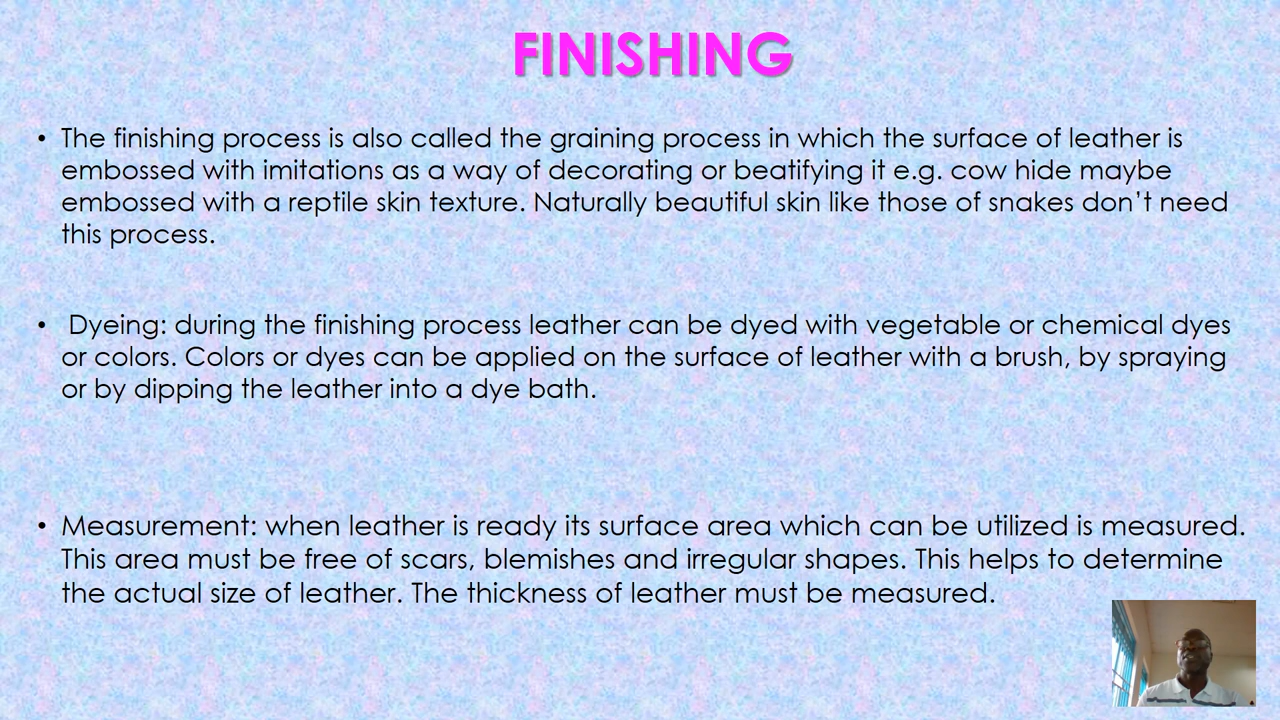 FINISHING
• The finishing process is also called the graining process in which the surface of leather is
embossed with imitations as a way of decorating or beatifying it e.g. cow hide maybe
embossed with a reptile skin texture. Naturally beautiful skin like those of snakes don’t need
this process.
• Dyeing: during the finishing process leather can be dyed with vegetable or chemical dyes
or colors. Colors or dyes can be applied on the surface of leather with a brush, by spraying
or by dipping the leather into a dye bath.
• Measurement: when leather is ready its surface area which can be utilized is measured.
This area must be free of scars, blemishes and irregular shapes. This helps to determine
the actual size of leather. The thickness of leather must be measured.